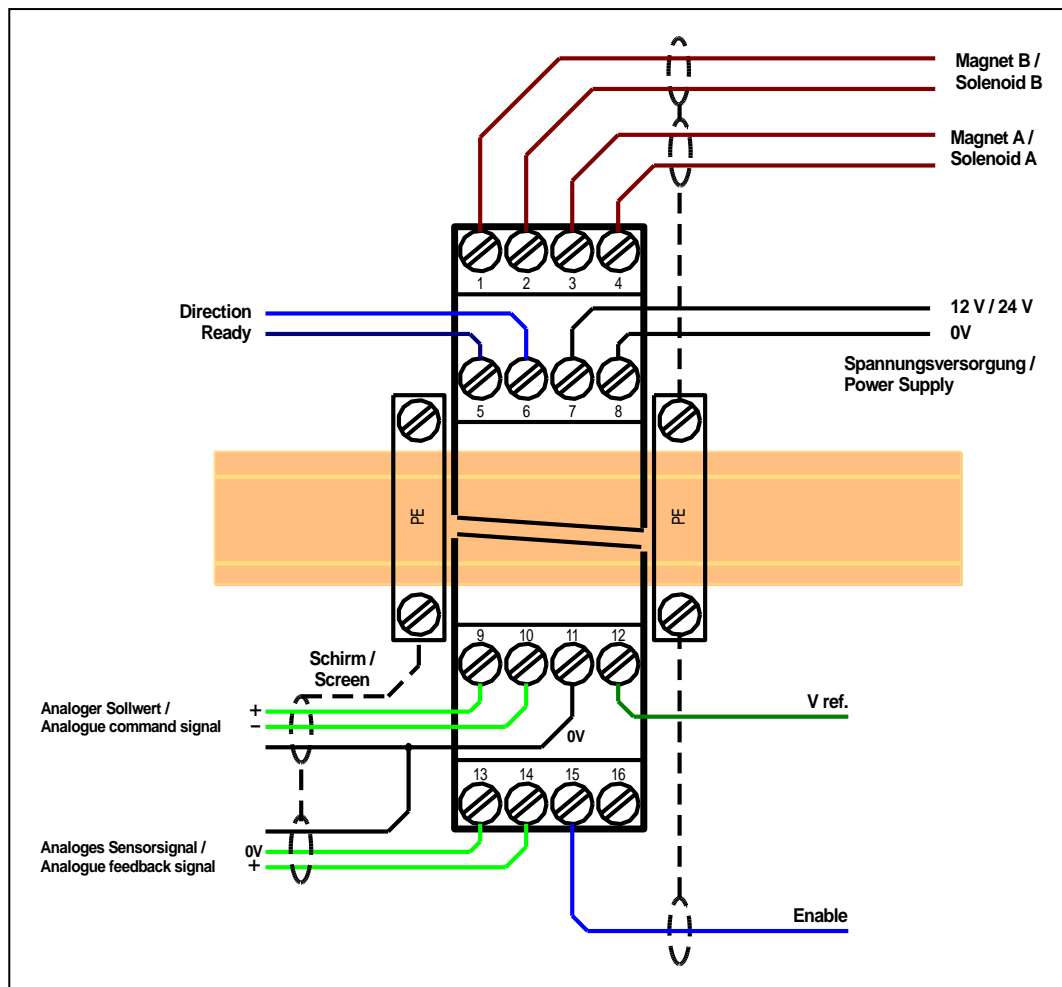 Magnet B /
Solenoid B
Magnet A /
Solenoid A
1 2 3 4
Direction
Ready
12 V / 24 V
0V
Spannungsversorgung /
Power Supply
5 6 7 8
PE
PE
9 10 11 12
Schirm /
Screen
Analoger Sollwert /
Analogue command signal
+
–
0V
V ref.
13 14 15 16
Analoges Sensorsignal /
Analogue feedback signal
0V
+
Enable